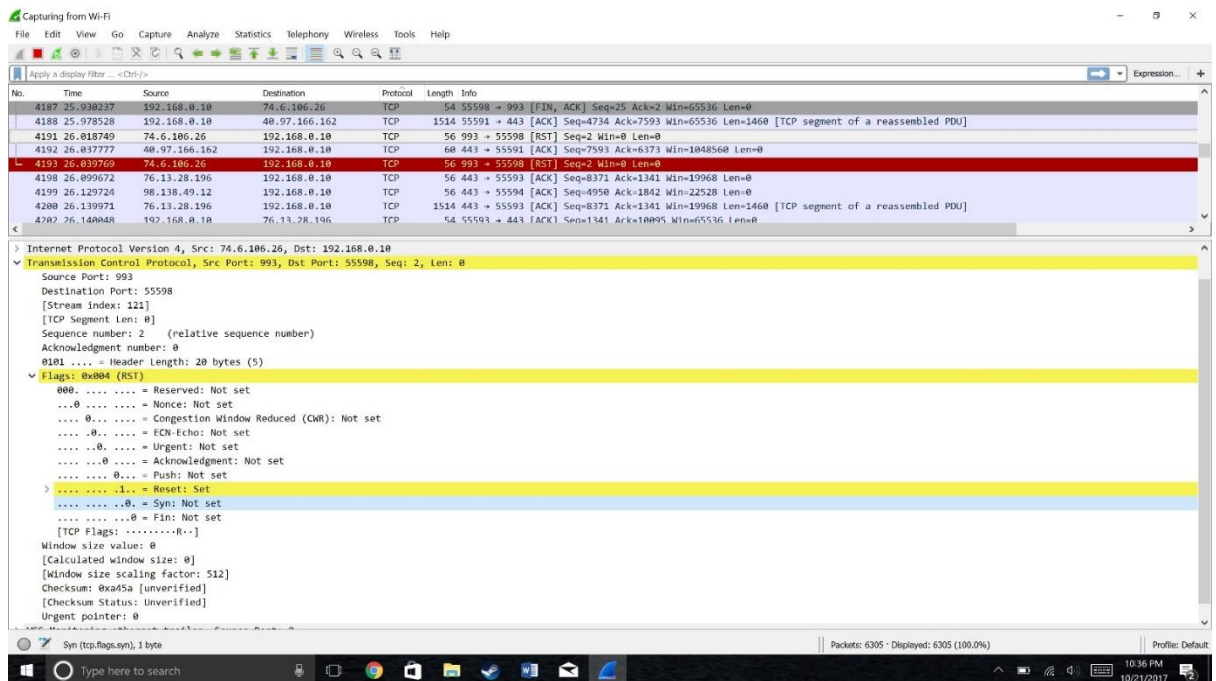 Capturing from Wi-Fi
File Edit View Go Capture Analyze Statistics Telephony Wireless Tools Help
Apply a display filter ... <Ctrl-/> Expression... +
No. Time Source Destination Protocol Length Info
4187 25.930237 192.168.0.10 74.6.106.26 TCP 54 55598 → 993 [FIN, ACK] Seq=25 Ack=2 Win=65536 Len=0
4188 25.978528 192.168.0.10 40.97.166.162 TCP 1514 55591 → 443 [ACK] Seq=4734 Ack=7593 Win=65536 Len=1460 [TCP segment of a reassembled PDU]
4191 26.018749 74.6.106.26 192.168.0.10 TCP 56 993 → 55598 [RST] Seq=2 Win=0 Len=0
4192 26.037777 40.97.166.162 192.168.0.10 TCP 60 443 → 55591 [ACK] Seq=7593 Ack=6373 Win=1048560 Len=0
4193 26.039769 74.6.106.26 192.168.0.10 TCP 56 993 → 55598 [RST] Seq=2 Win=0 Len=0
4198 26.099672 76.13.28.196 192.168.0.10 TCP 56 443 → 55593 [ACK] Seq=8371 Ack=1341 Win=19968 Len=0
4199 26.129724 98.138.49.12 192.168.0.10 TCP 56 443 → 55594 [ACK] Seq=4950 Ack=1842 Win=22528 Len=0
4200 26.139971 76.13.28.196 192.168.0.10 TCP 1514 443 → 55593 [ACK] Seq=8371 Ack=1341 Win=19968 Len=1460 [TCP segment of a reassembled PDU]
4202 26.140048 192.168.0.10 76.13.28.196 TCP 54 55593 → 443 [ACK] Seq=1341 Ack=10095 Win=65536 Len=0
Internet Protocol Version 4, Src: 74.6.106.26, Dst: 192.168.0.10
Transmission Control Protocol, Src Port: 993, Dst Port: 55598, Seq: 2, Len: 0
Source Port: 993
Destination Port: 55598
[Stream index: 121]
[TCP Segment Len: 0]
Sequence number: 2 (relative sequence number)
Acknowledgment number: 0
0101 .... = Header Length: 20 bytes (5)
Flags: 0x004 (RST)
000. .... .... = Reserved: Not set
...0 .... .... = Nonce: Not set
.... 0... .... = Congestion Window Reduced (CWR): Not set
.... .0.. .... = ECN-Echo: Not set
.... ..0. .... = Urgent: Not set
.... ...0 .... = Acknowledgment: Not set
.... .... 0... = Push: Not set
.... .... .1.. = Reset: Set
.... .... ..0. = Syn: Not set
.... .... ...0 = Fin: Not set
[TCP Flags: ·········R··]
Window size value: 0
[Calculated window size: 0]
[Window size scaling factor: 512]
Checksum: 0xa45a [unverified]
[Checksum Status: Unverified]
Urgent pointer: 0
Syn (tcp.flags.syn), 1 byte Packets: 6305 · Displayed: 6305 (100.0%) Profile: Default
Type here to search
10:36 PM
10/21/2017